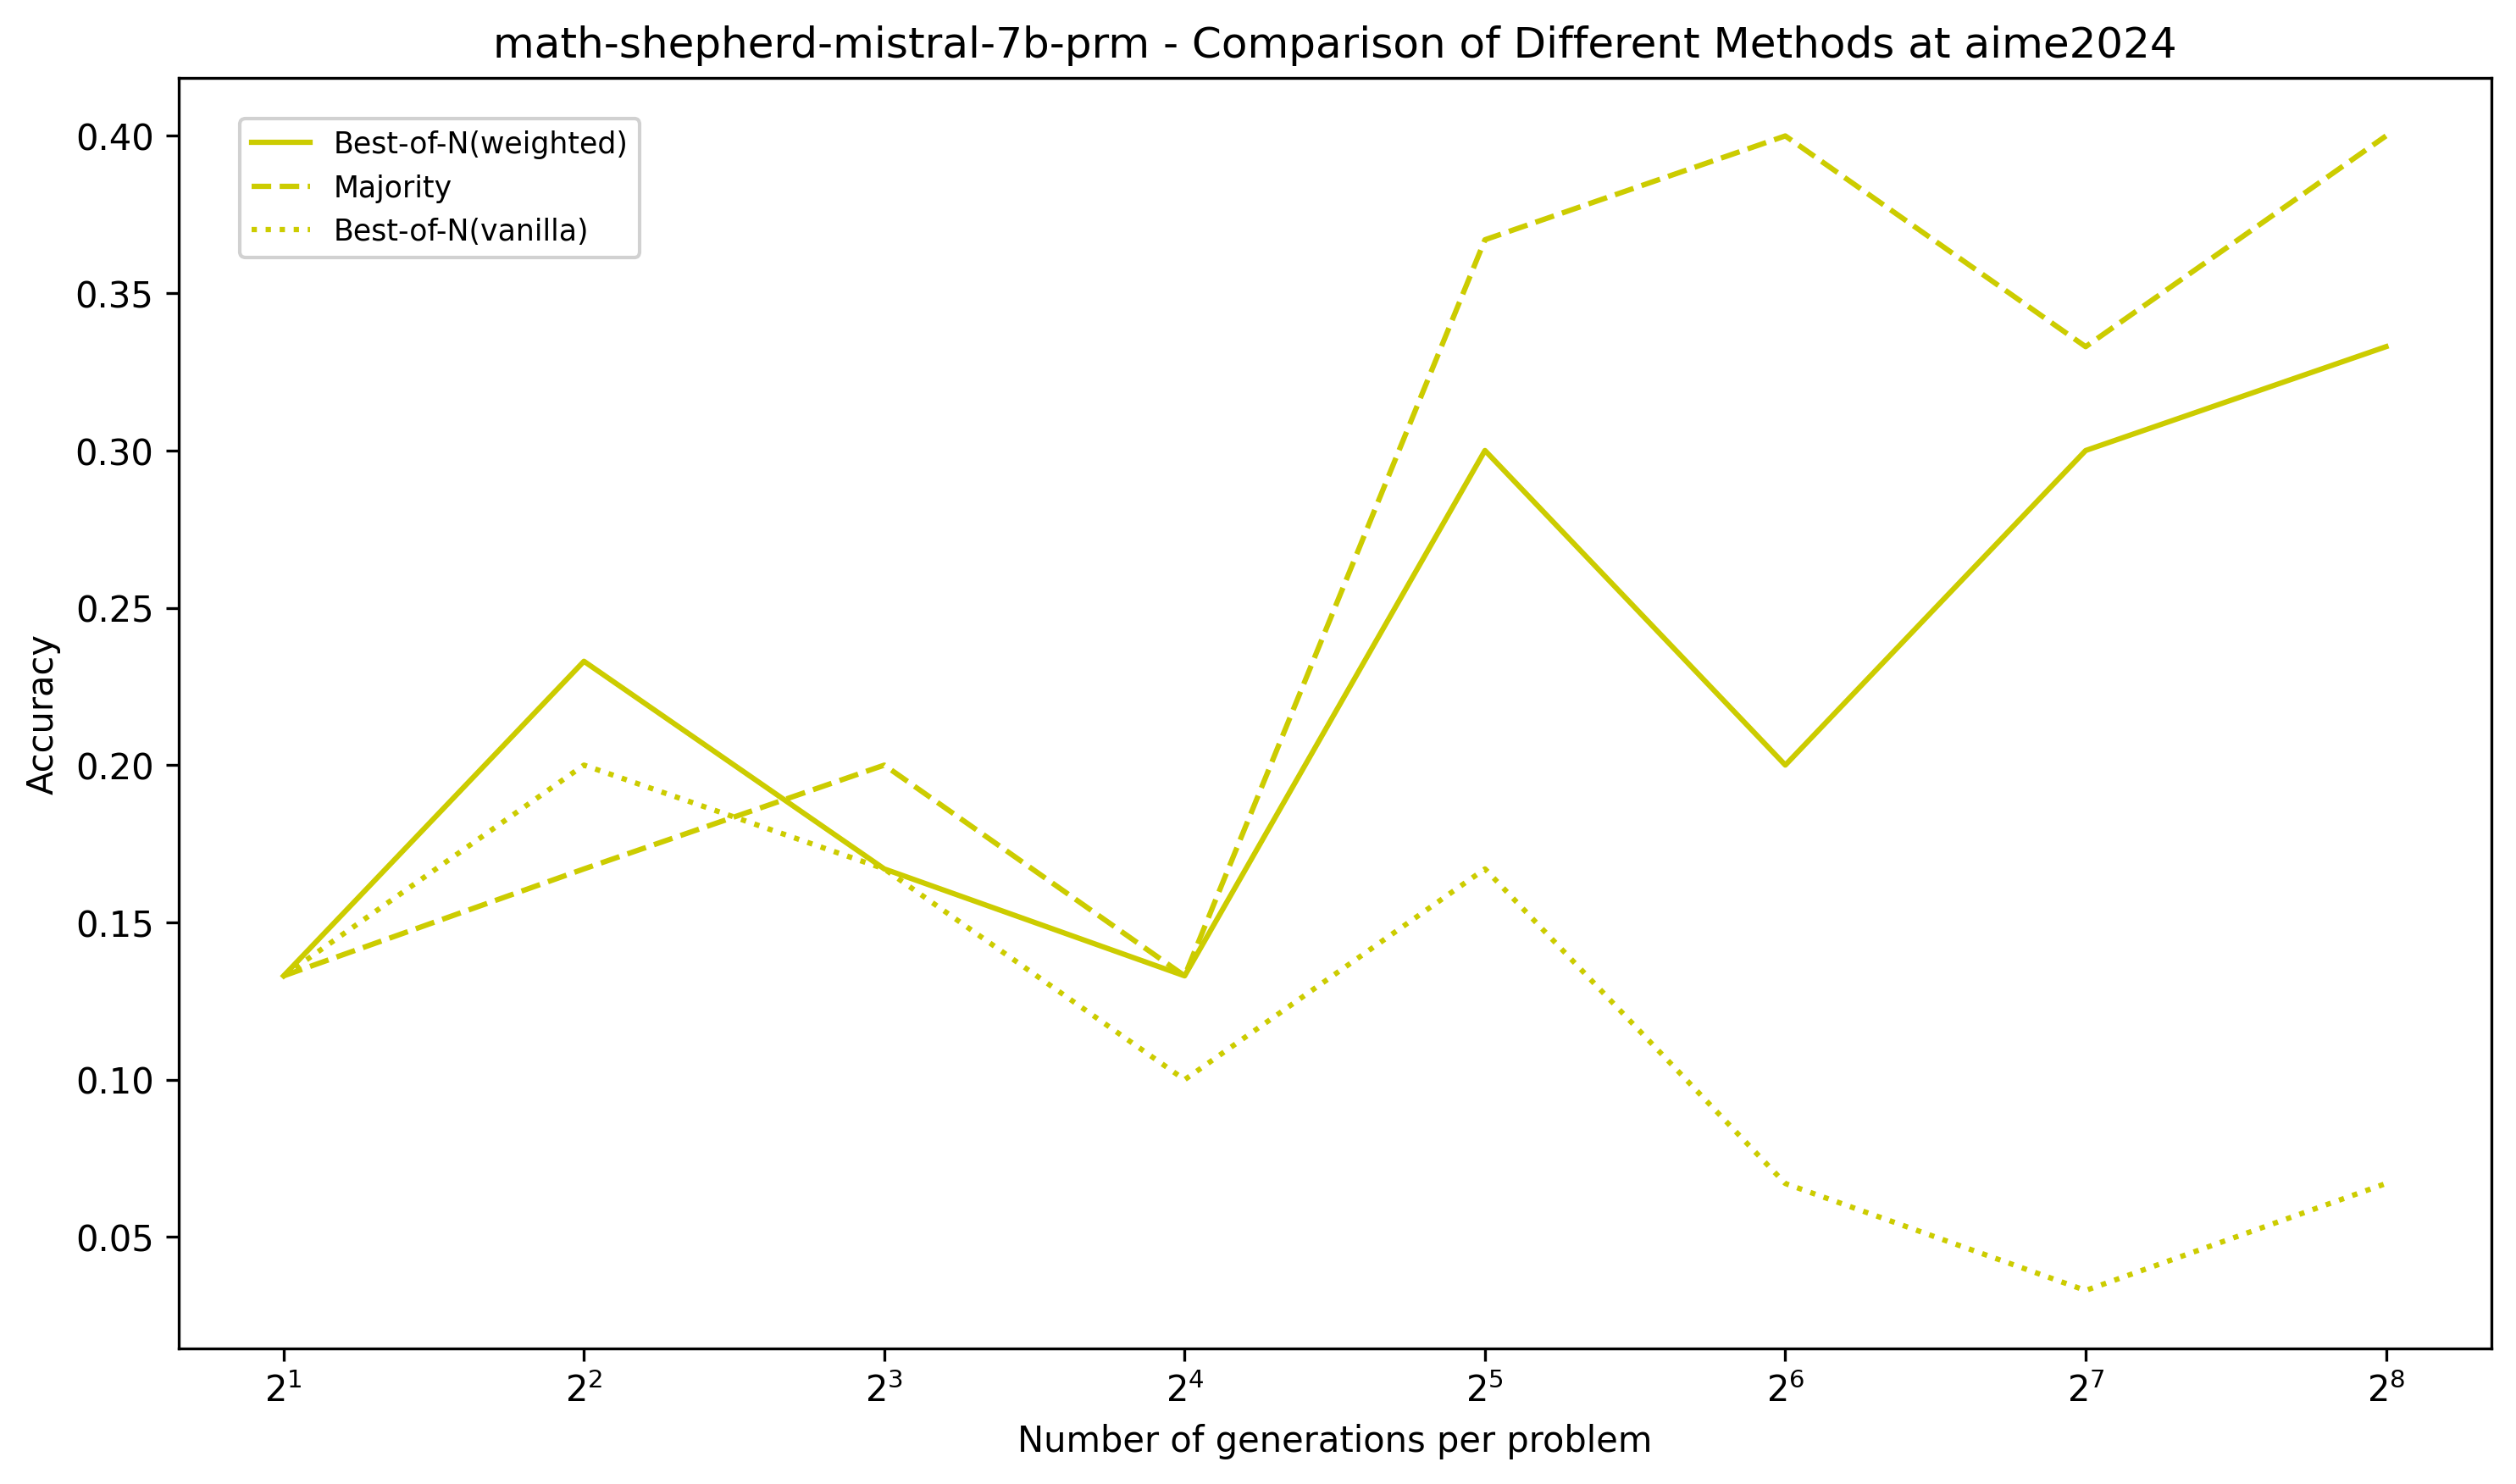 math-shepherd-mistral-7b-prm - Comparison of Different Methods at aime2024
Best-of-N(weighted)
Majority
Best-of-N(vanilla)
Accuracy
0.40
0.35
0.30
0.25
0.20
0.15
0.10
0.05
2¹ 2² 2³ 2⁴ 2⁵ 2⁶ 2⁷ 2⁸
Number of generations per problem